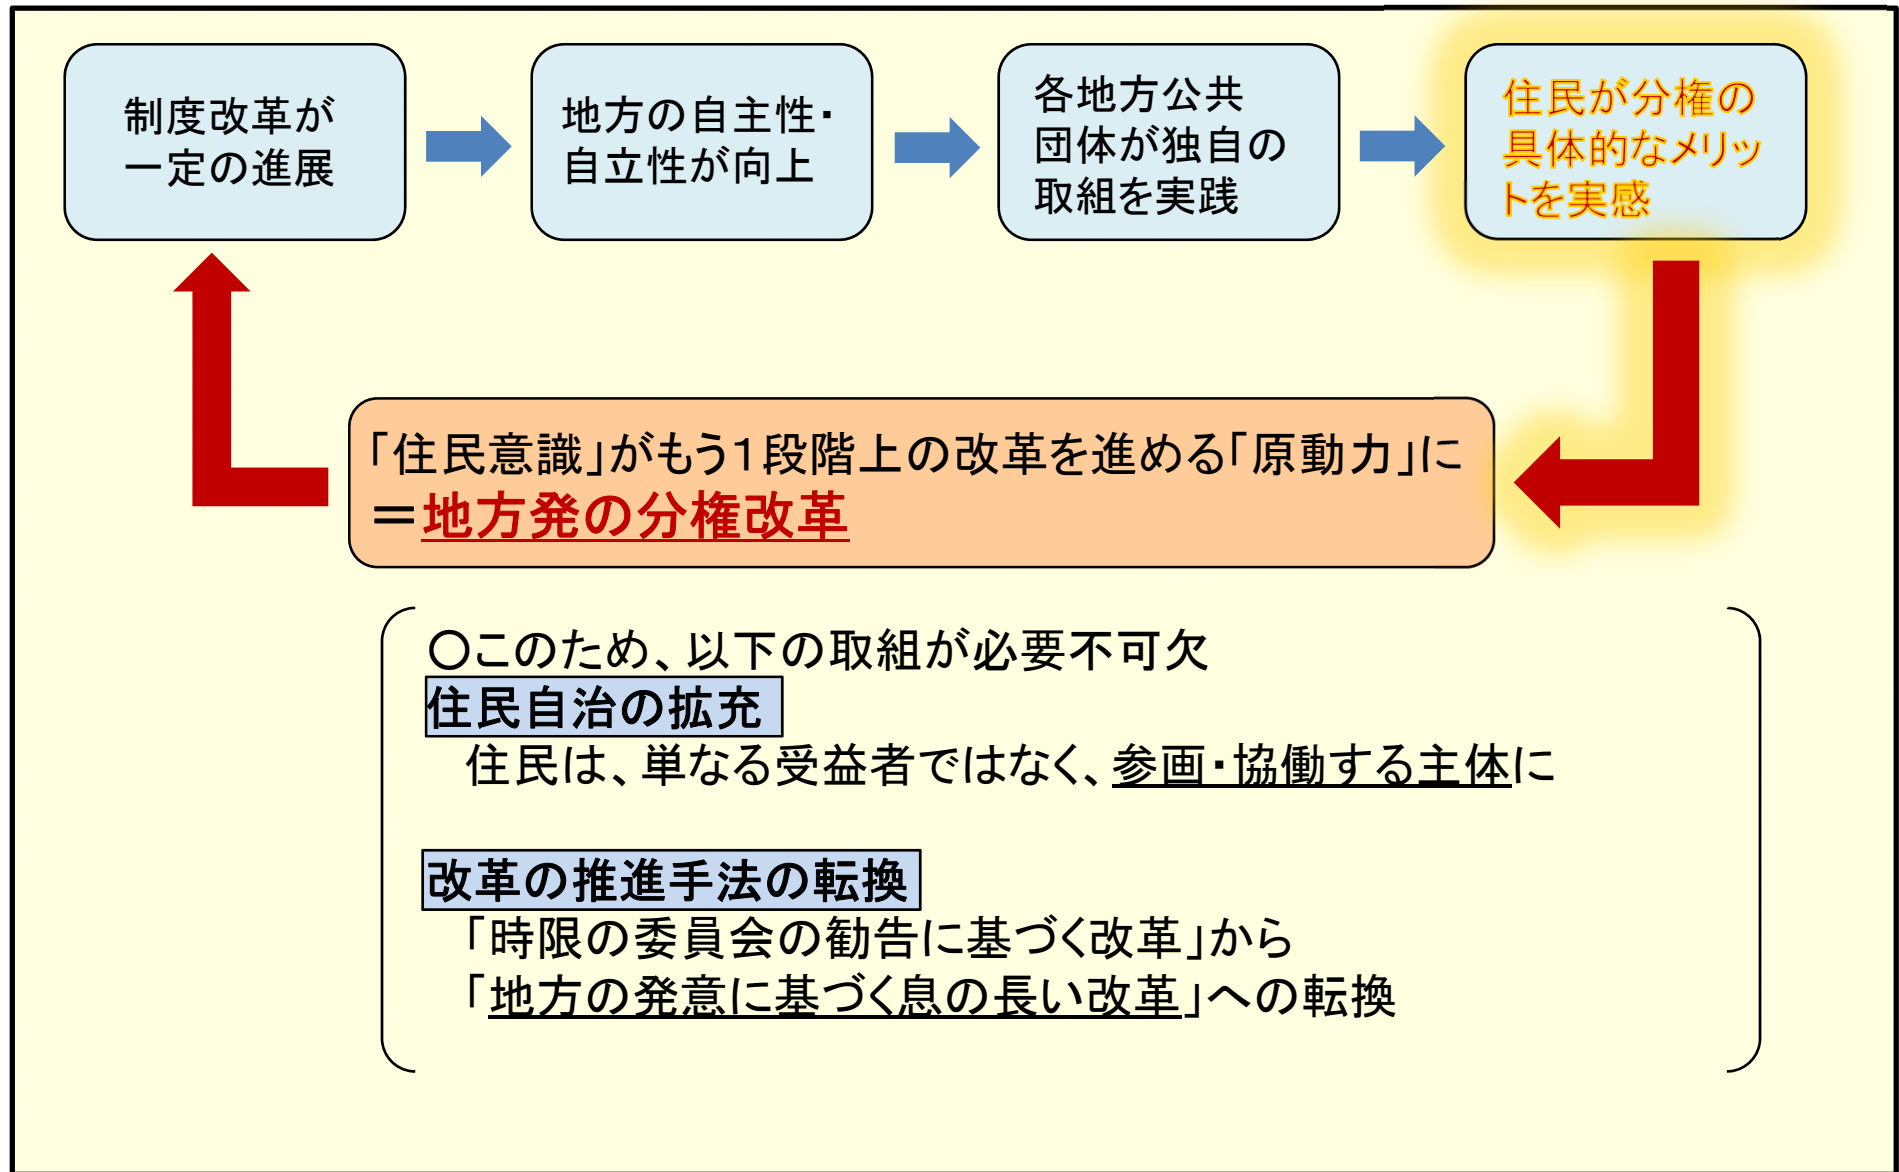 制度改革が
一定の進展
地方の自主性・
自立性が向上
各地方公共
団体が独自の
取組を実践
住民が分権の
具体的なメリッ
トを実感
「住民意識」がもう１段階上の改革を進める「原動力」に
＝地方発の分権改革
○このため、以下の取組が必要不可欠
住民自治の拡充
住民は、単なる受益者ではなく、参画・協働する主体に
改革の推進手法の転換
「時限の委員会の勧告に基づく改革」から
「地方の発意に基づく息の長い改革」への転換